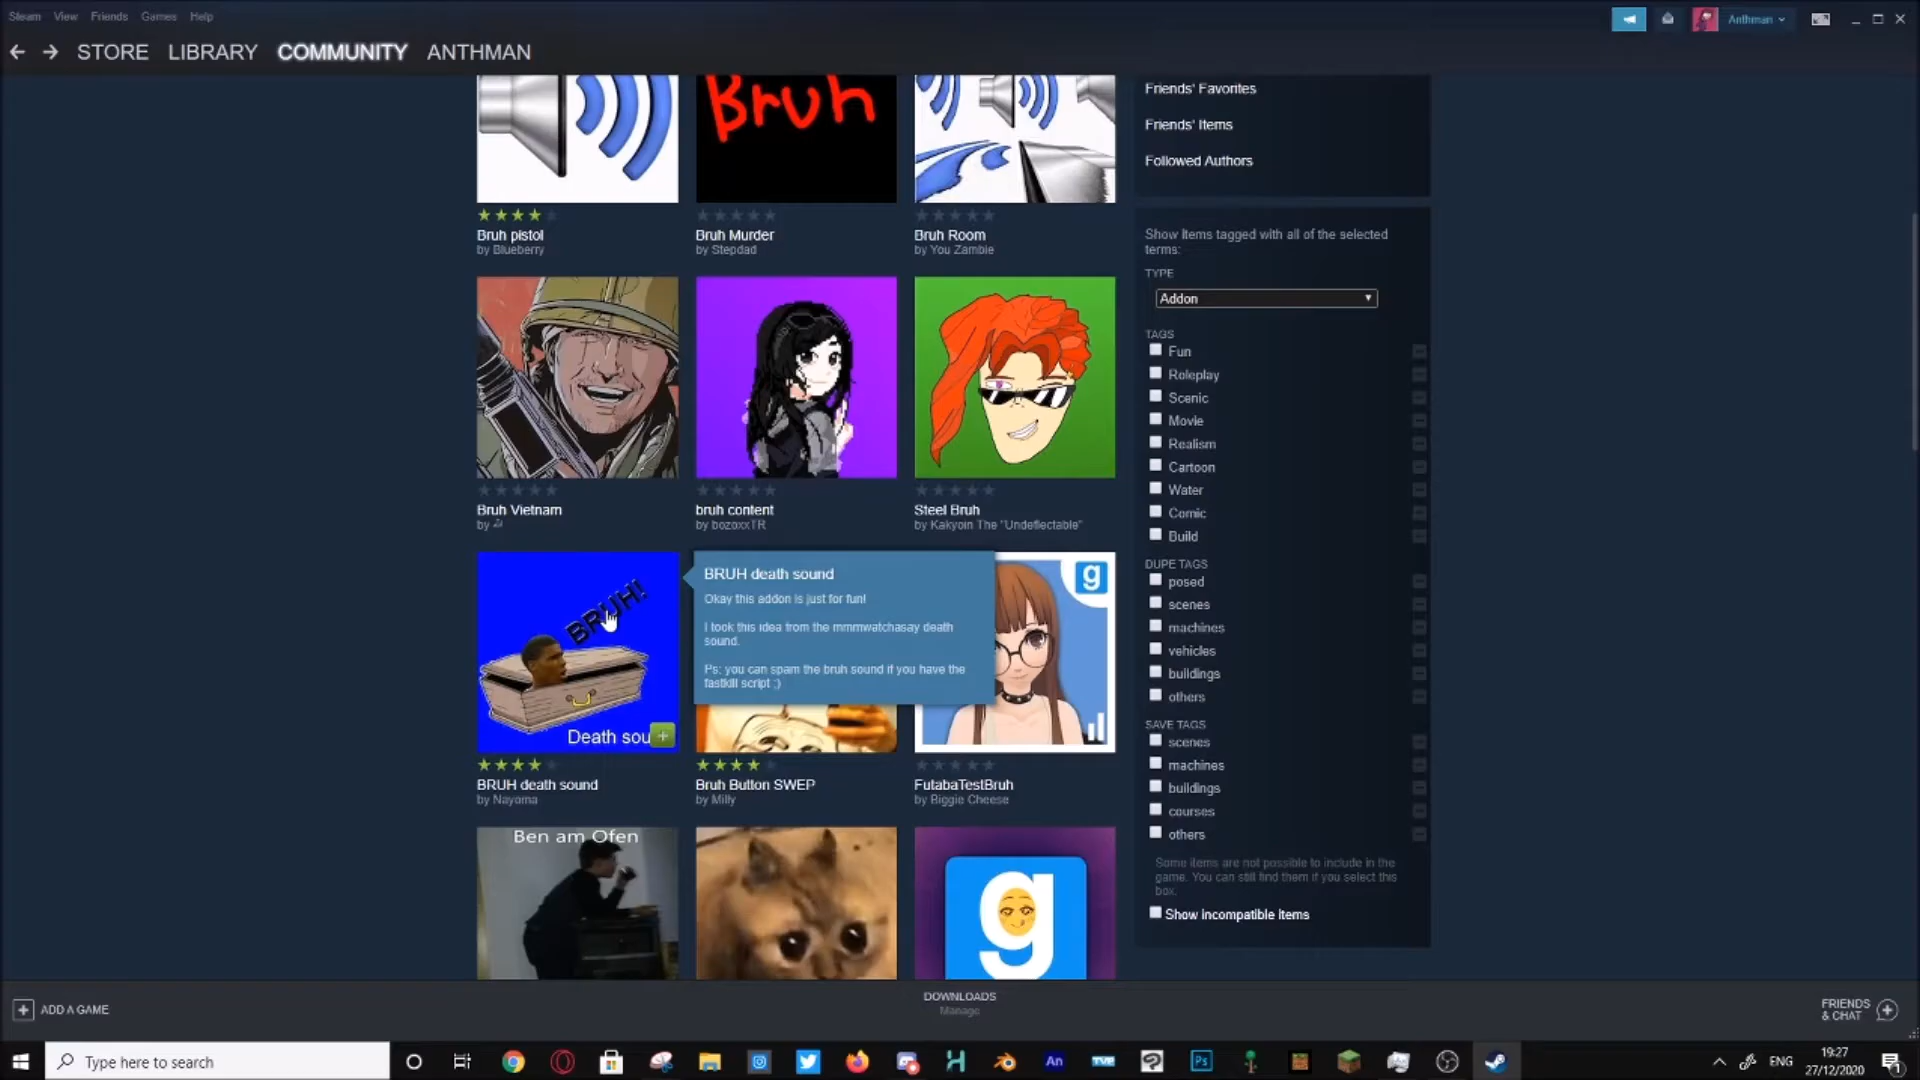 Steam View Friends Games Help
Anthman
STORE LIBRARY COMMUNITY ANTHMAN
Bruh
Friends' Favorites
Friends' Items
Followed Authors
Bruh pistol
by Blueberry
Bruh Murder
by Stepdad
Bruh Room
by You Zambie
Show items tagged with all of the selected
terms:
TYPE
Addon
TAGS
Fun
Roleplay
Scenic
Movie
Realism
Cartoon
Water
Comic
Build
Bruh Vietnam
by
bruh content
by bozoxxTR
Steel Bruh
by Kakyoin The "Undeflectable"
DUPE TAGS
posed
scenes
machines
vehicles
buildings
others
BRUH!
Death sou
BRUH death sound
Okay this addon is just for fun!
I took this idea from the mmmwatchasay death
sound.
Ps: you can spam the bruh sound if you have the
fastkill script ;)
g
SAVE TAGS
scenes
machines
buildings
courses
others
BRUH death sound
by Nayoma
Bruh Button SWEP
by Milly
FutabaTestBruh
by Biggie Cheese
Ben am Ofen
g
Some items are not possible to include in the
game. You can still find them if you select this
box.
Show incompatible items
ADD A GAME
DOWNLOADS
Manage
FRIENDS
& CHAT
Type here to search
An
TVP
Ps
ENG
19:27
27/12/2020
1